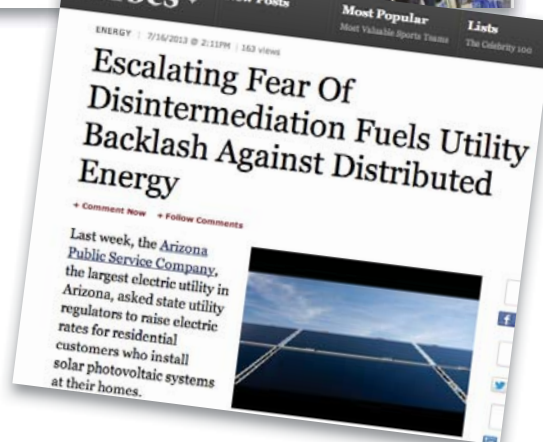 Most Popular
Lists
Most Valuable Sports Teams
The Celebrity 100
ENERGY | 7/16/2013 @ 2:11PM | 163 views
Escalating Fear Of
Disintermediation Fuels Utility
Backlash Against Distributed
Energy
+ Comment Now + Follow Comments
Last week, the Arizona
Public Service Company,
the largest electric utility in
Arizona, asked state utility
regulators to raise electric
rates for residential
customers who install
solar photovoltaic systems
at their homes.